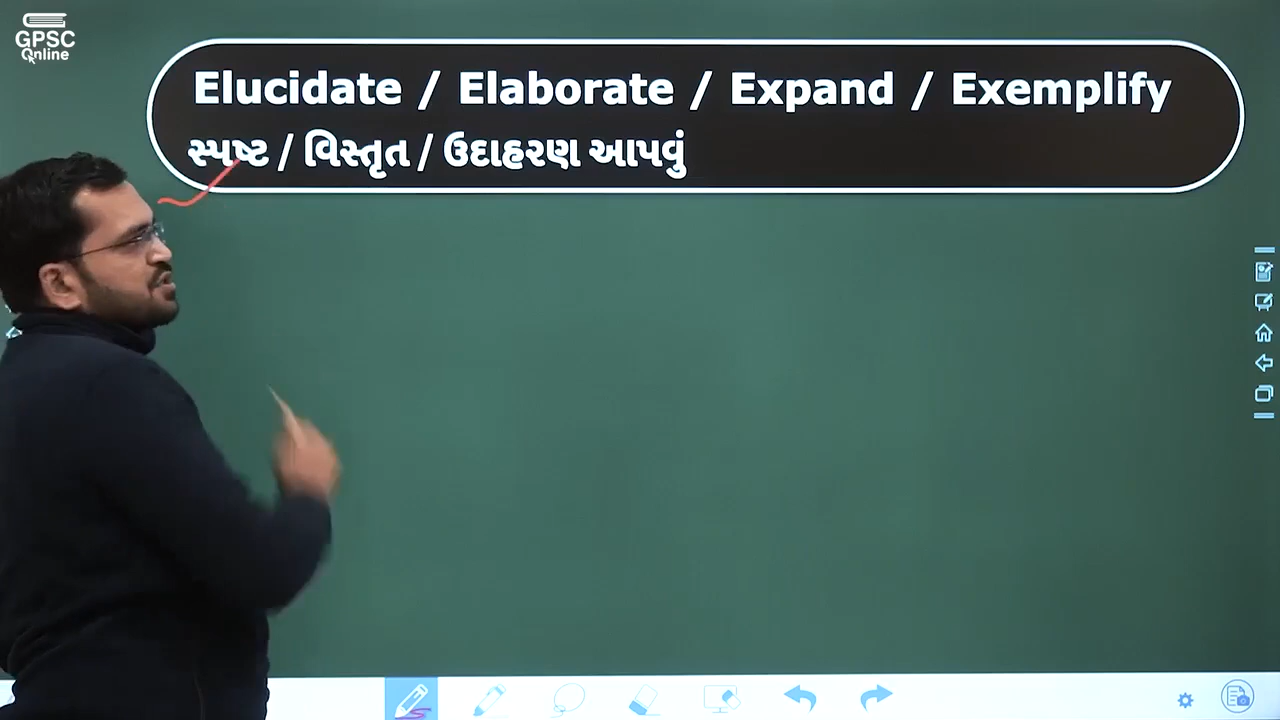 GPSC
Online
Elucidate / Elaborate / Expand / Exemplify
સ્પષ્ટ / વિસ્તૃત / ઉદાહરણ આપવું